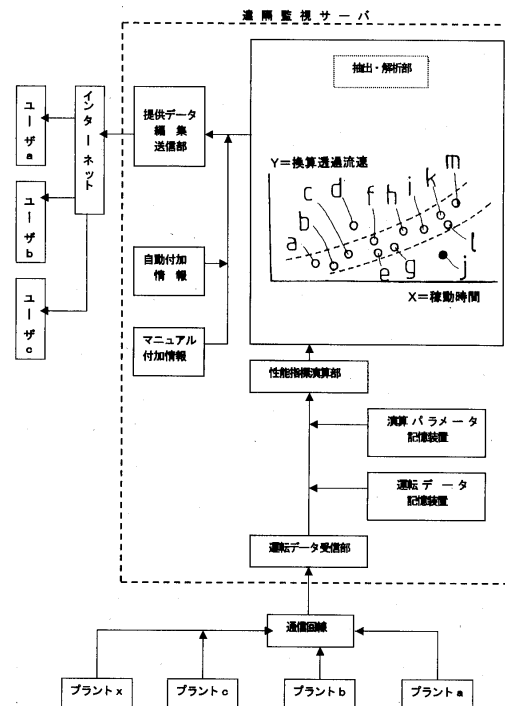 遠隔監視サーバ
抽出・解析部
ユーザa
インターネット
提供データ
編集
送信部
Y=換算透過流速
a
b
c
d
f
h
i
k
m
e
g
j
l
X=稼動時間
ユーザb
自動付加
情報
ユーザc
マニュアル
付加情報
性能指標演算部
演算パラメータ
記憶装置
運転データ
記憶装置
運転データ受信部
通信回線
プラントx
プラントc
プラントb
プラントa